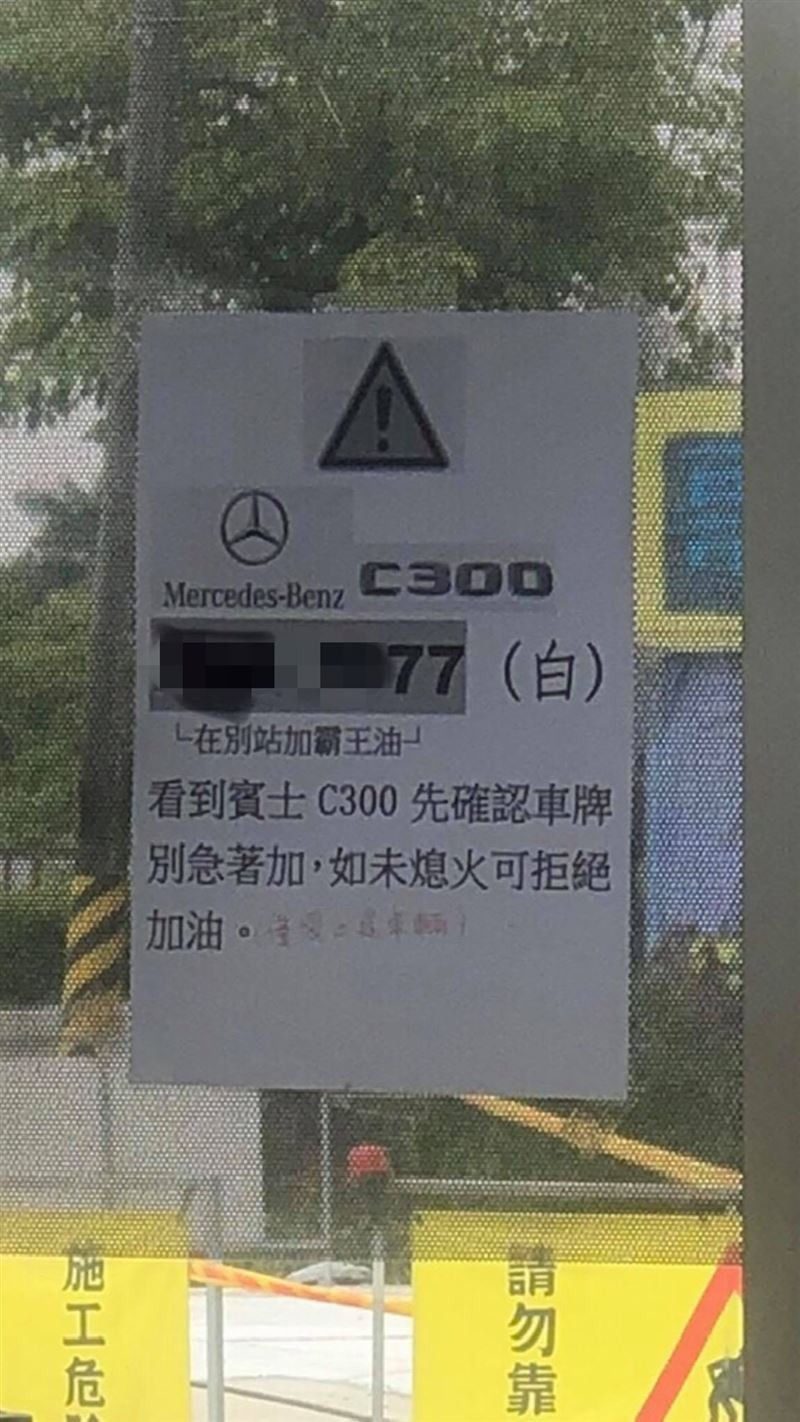 Mercedes-Benz C300
77 (白)
└在別站加霸王油┘
看到賓士 C300 先確認車牌
別急著加,如未熄火可拒絕
加油。
施工危險
請勿靠